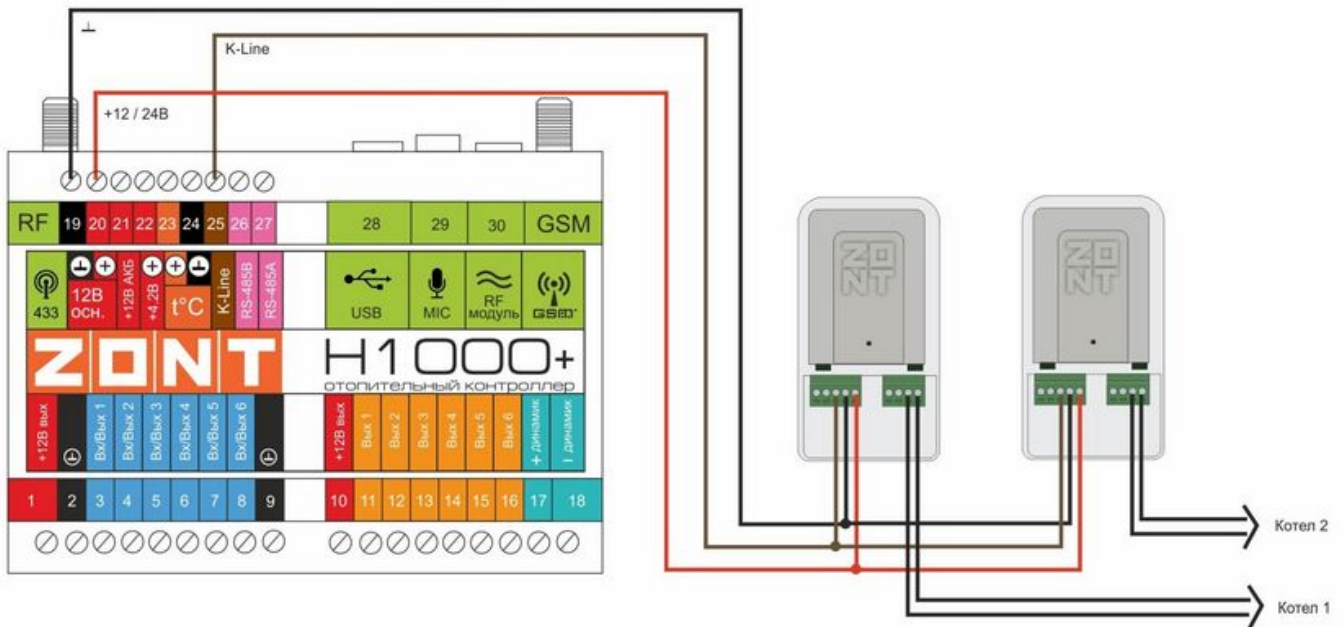 ⊥
K-Line
+12 / 24В
RF 19 20 21 22 23 24 25 26 27 28 29 30 GSM
433
12В
осн.
+12В АКБ
+4,2В
t°C
K-Line
RS-485B
RS-485A
USB
MIC
RF
модуль
GSM
ZONT
H1000+
отопительный контроллер
+12В вых
Вх/Вых 1
Вх/Вых 2
Вх/Вых 3
Вх/Вых 4
Вх/Вых 5
Вх/Вых 6
+12В вых
Вых 1
Вых 2
Вых 3
Вых 4
Вых 5
Вых 6
+ динамик
– динамик
1 2 3 4 5 6 7 8 9 10 11 12 13 14 15 16 17 18
ZO
NT
ZO
NT
Котел 2
Котел 1